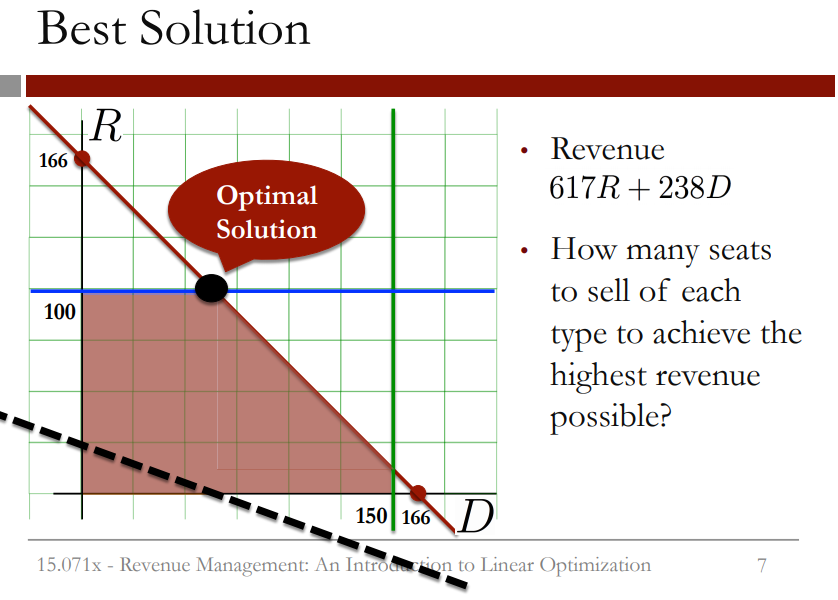 Best Solution
R
166
Optimal
Solution
100
150
166
D
• Revenue
617R + 238D
• How many seats
to sell of each
type to achieve the
highest revenue
possible?
15.071x - Revenue Management: An Introduction to Linear Optimization
7